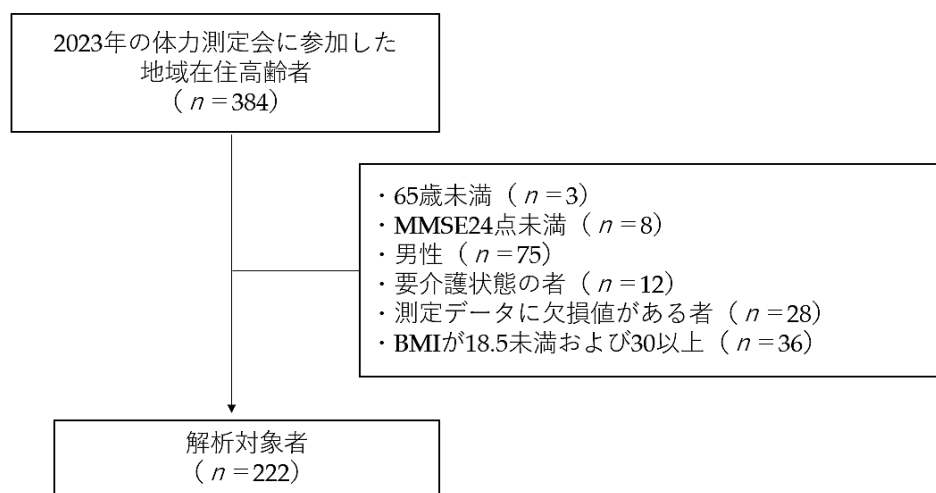 2023年の体力測定会に参加した
地域在住高齢者
( n = 384)
・65歳未満 ( n = 3)
・MMSE24点未満 ( n = 8)
・男性 ( n = 75)
・要介護状態の者 ( n = 12)
・測定データに欠損値がある者 ( n = 28)
・BMIが18.5未満および30以上 ( n = 36)
解析対象者
( n = 222)